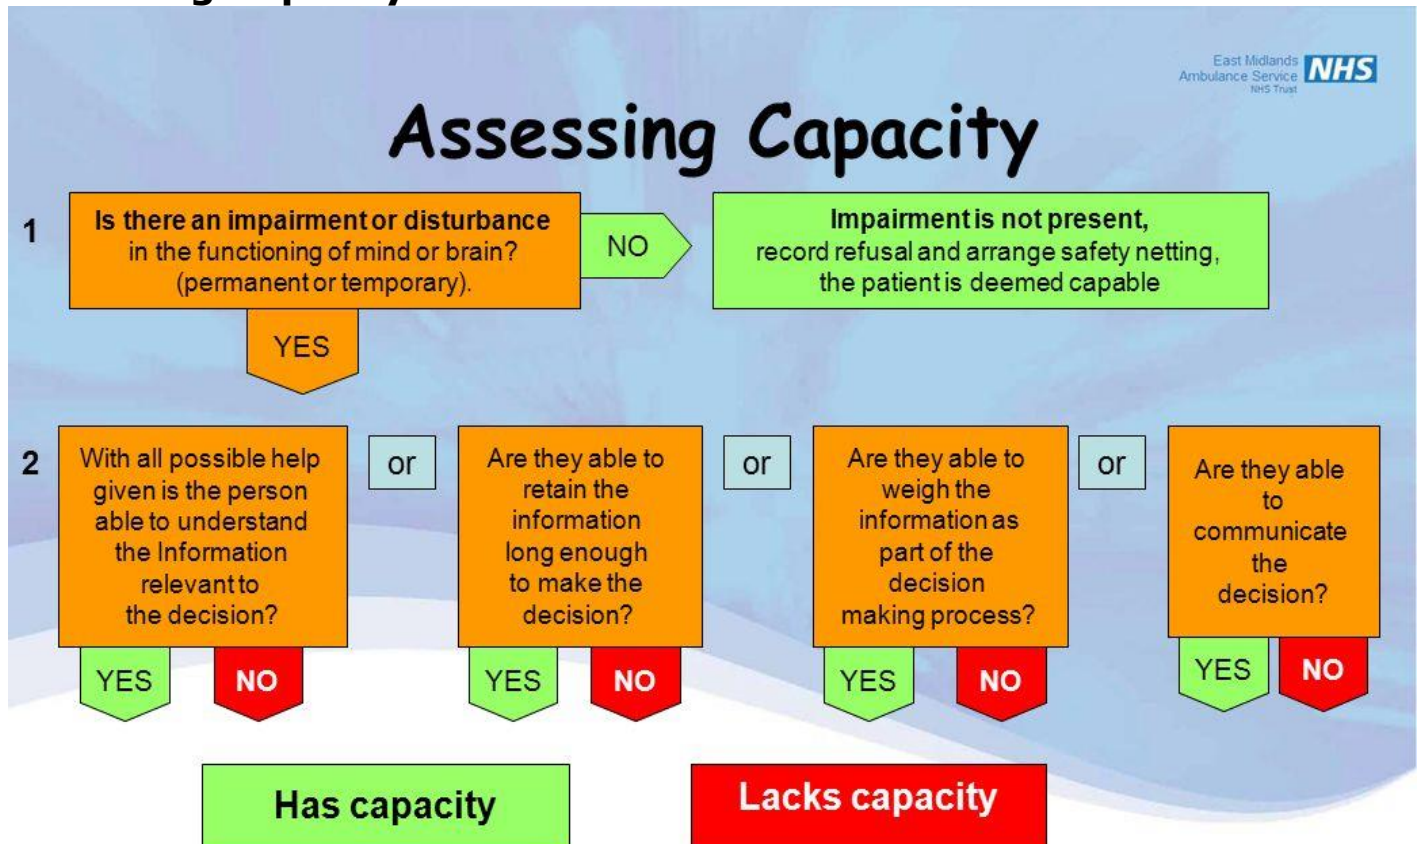 East Midlands
Ambulance Service
NHS Trust
NHS
Assessing Capacity
1
Is there an impairment or disturbance
in the functioning of mind or brain?
(permanent or temporary).
NO
Impairment is not present,
record refusal and arrange safety netting,
the patient is deemed capable
YES
2
With all possible help
given is the person
able to understand
the Information
relevant to
the decision?
or
Are they able to
retain the
information
long enough
to make the
decision?
or
Are they able to
weigh the
information as
part of the
decision
making process?
or
Are they able
to
communicate
the
decision?
YES
NO
YES
NO
YES
NO
YES
NO
Has capacity
Lacks capacity